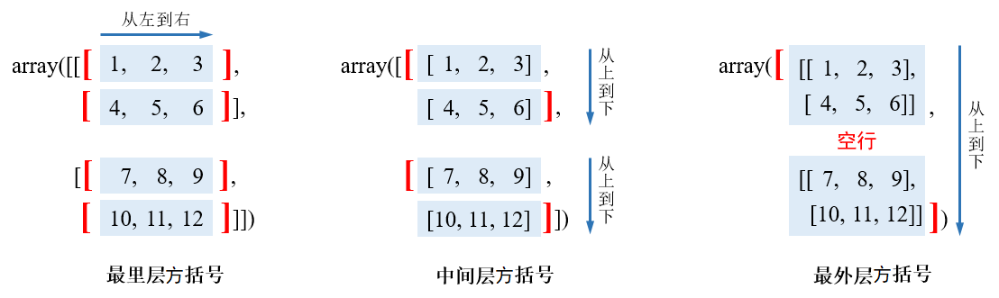 从左到右
array([[[ 1, 2, 3 ],
[ 4, 5, 6 ]],
[[ 7, 8, 9 ],
[ 10, 11, 12 ]]])
最里层方括号
array([[ [ 1, 2, 3] ,
[ 4, 5, 6] ],
从上到下
[ [ 7, 8, 9] ,
[10, 11, 12] ]])
从上到下
中间层方括号
array([ [[ 1, 2, 3],
[ 4, 5, 6]] ,
空行
[[ 7, 8, 9],
[10, 11, 12]] ])
从上到下
最外层方括号